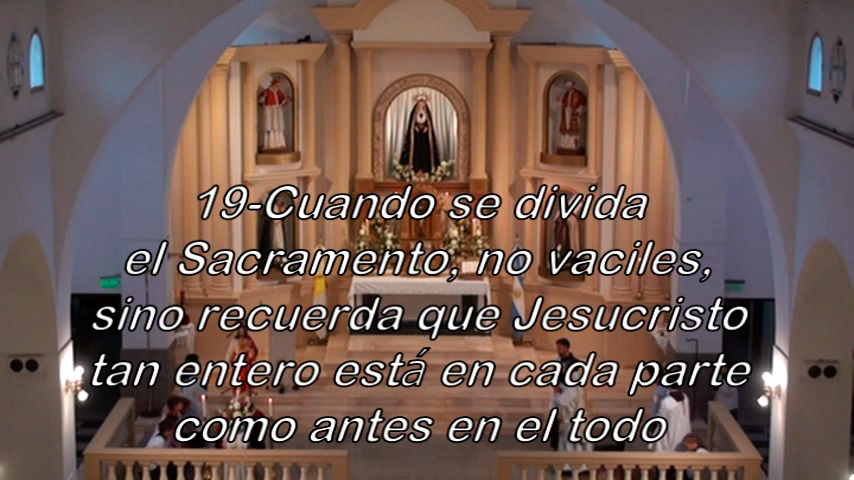 19-Cuando se divida
el Sacramento, no vaciles,
sino recuerda que Jesucristo
tan entero está en cada parte
como antes en el todo